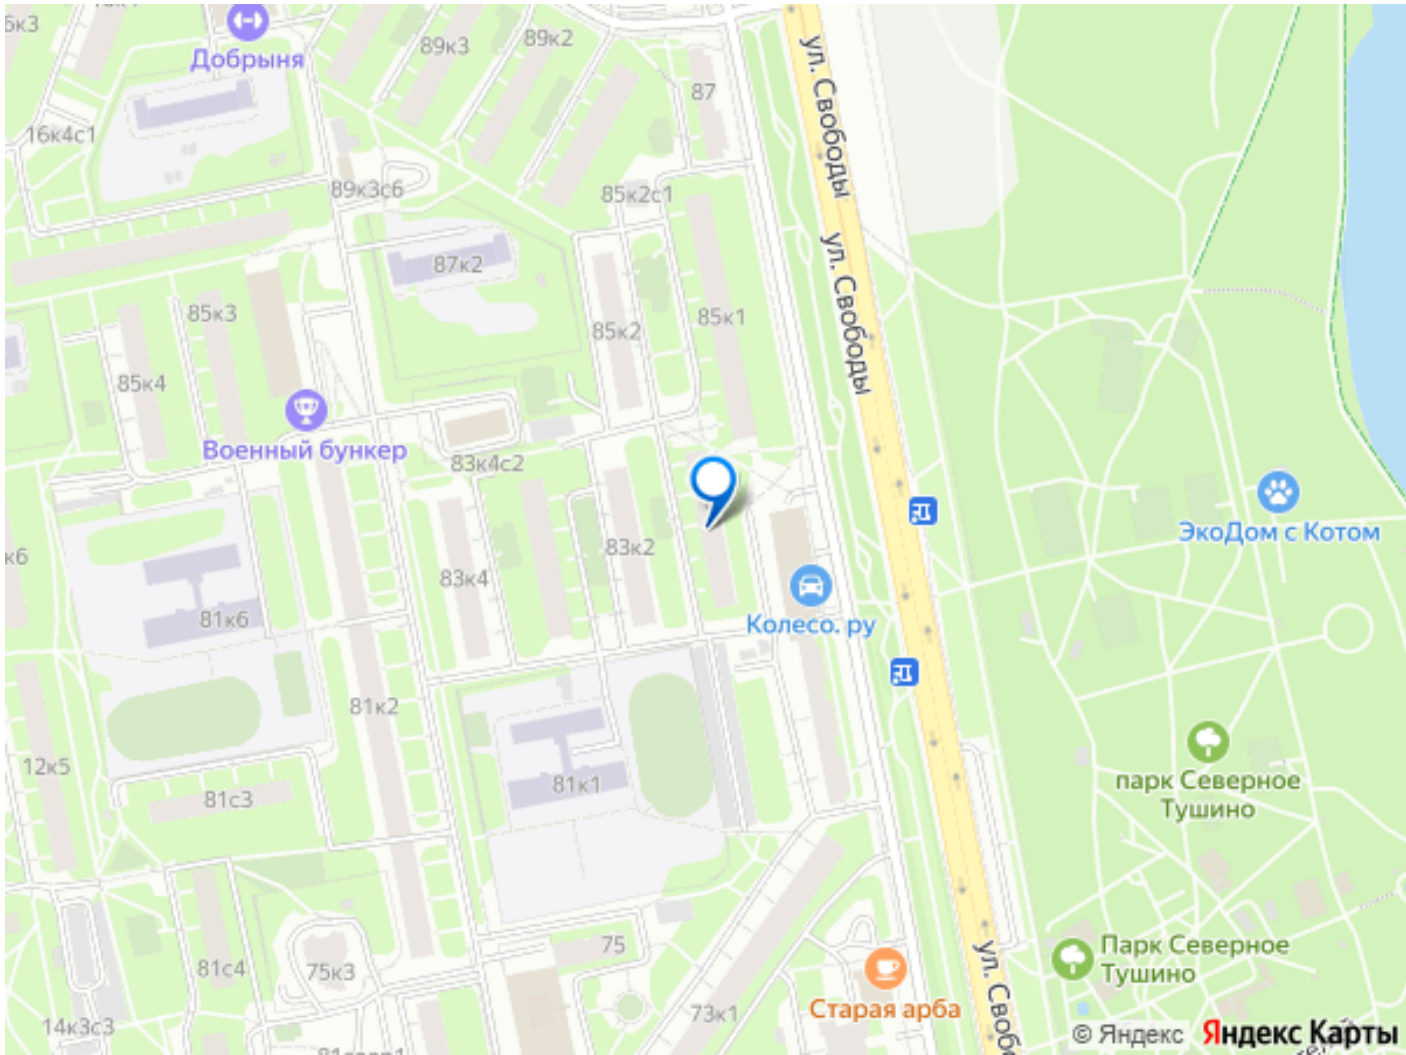 6к3
Добрыня
89к3
89к2
87
ул. Свободы
16к4с1
89к3с6
85к2с1
87к2
ул. Свободы
85к3
85к2
85к1
85к4
Военный бункер
83к4с2
ЭкоДом с Котом
к6
83к2
83к4
81к6
Колесо. ру
81к2
12к5
81с3
81к1
парк Северное
Тушино
75
Парк Северное
Тушино
81с4
75к3
ул. Свобо
Старая арба
73к1
14к3с3
© Яндекс
Яндекс Карты